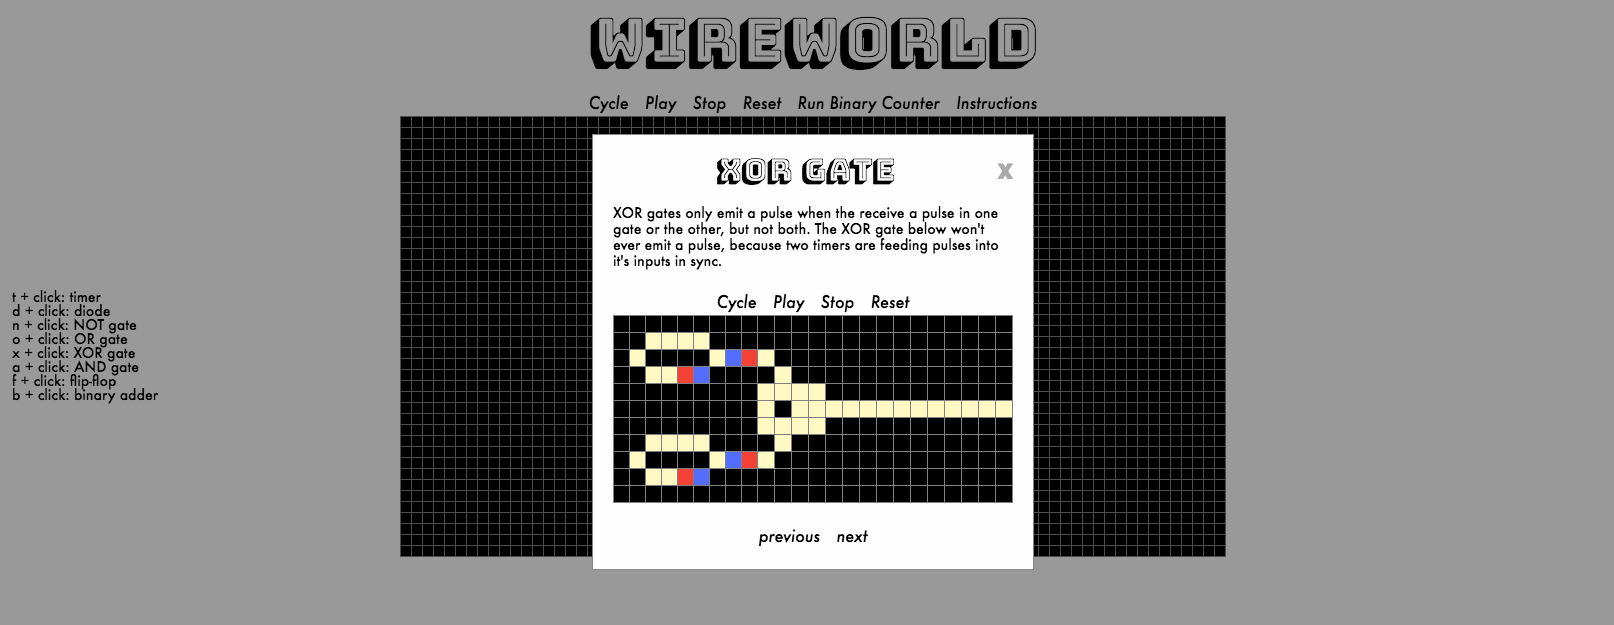 WIREWORLD
Cycle Play Stop Reset Run Binary Counter Instructions
XOR GATE
X
XOR gates only emit a pulse when the receive a pulse in one
gate or the other, but not both. The XOR gate below won't
ever emit a pulse, because two timers are feeding pulses into
it's inputs in sync.
Cycle Play Stop Reset
previous next
t + click: timer
d + click: diode
n + click: NOT gate
o + click: OR gate
x + click: XOR gate
a + click: AND gate
f + click: flip-flop
b + click: binary adder